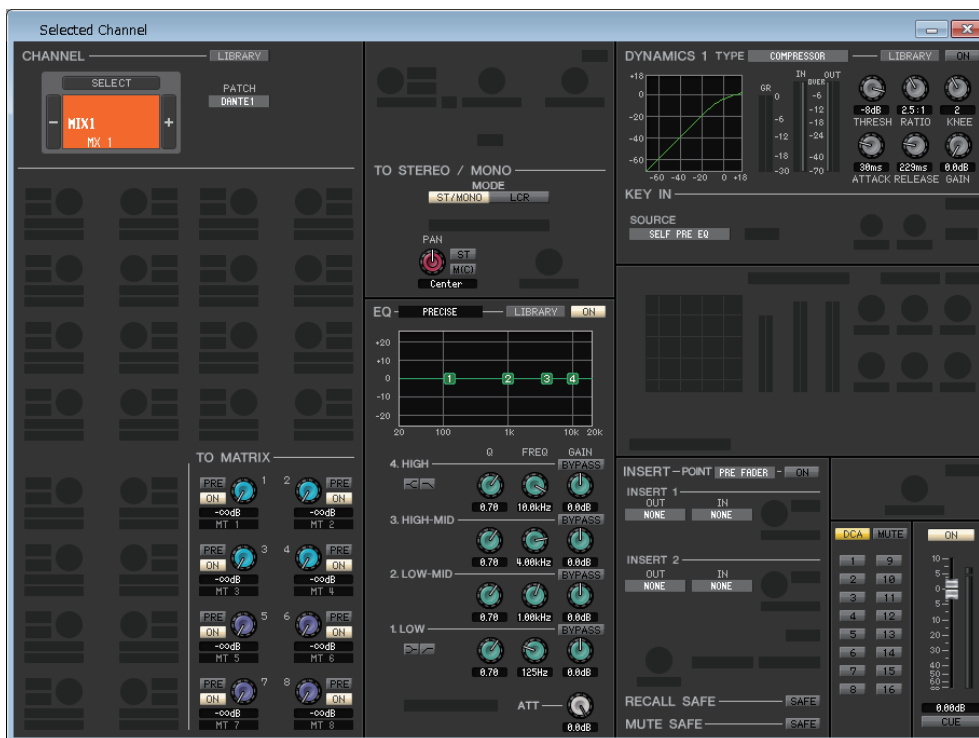 Selected Channel
CHANNEL
LIBRARY
SELECT
−
MIX1
MX 1
+
PATCH
DANTE1
TO MATRIX
PRE
ON
1
-∞dB
MT 1
2
PRE
ON
-∞dB
MT 2
PRE
ON
3
-∞dB
MT 3
4
PRE
ON
-∞dB
MT 4
PRE
ON
5
-∞dB
MT 5
6
PRE
ON
-∞dB
MT 6
PRE
ON
7
-∞dB
MT 7
8
PRE
ON
-∞dB
MT 8
TO STEREO / MONO
MODE
ST/MONO LCR
PAN
ST
M(C)
Center
EQ PRECISE LIBRARY ON
+20
+10
0
-10
-20
1 2 3 4
20 100 1k 10k 20k
Q FREQ GAIN
4. HIGH BYPASS
0.70 10.0kHz 0.0dB
3. HIGH-MID
0.70 4.00kHz 0.0dB
2. LOW-MID BYPASS
0.70 1.00kHz 0.0dB
1. LOW BYPASS
0.70 125Hz 0.0dB
ATT
0.0dB
DYNAMICS 1 TYPE COMPRESSOR LIBRARY ON
+18
0
-20
-40
-60
-60 -40 -20 0 +18
GR
0
-6
-12
-18
-30
IN OUT
OVER
-6
-12
-18
-24
-40
-70
-8dB 2.5:1 2
THRESH RATIO KNEE
30ms 229ms 0.0dB
ATTACK RELEASE GAIN
KEY IN
SOURCE
SELF PRE EQ
INSERT POINT PRE FADER ON
INSERT 1
OUT IN
NONE NONE
INSERT 2
OUT IN
NONE NONE
RECALL SAFE SAFE
MUTE SAFE SAFE
DCA MUTE
1 9
2 10
3 11
4 12
5 13
6 14
7 15
8 16
ON
10
5
0
5
10
20
30
40
50
60
∞
0.00dB
CUE